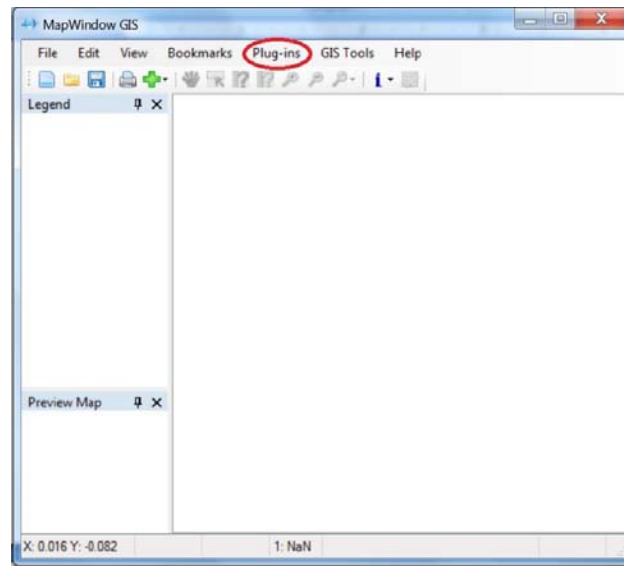 MapWindow GIS
File Edit View Bookmarks Plug-ins GIS Tools Help
Legend
Preview Map
X: 0.016 Y: -0.082 1: NaN